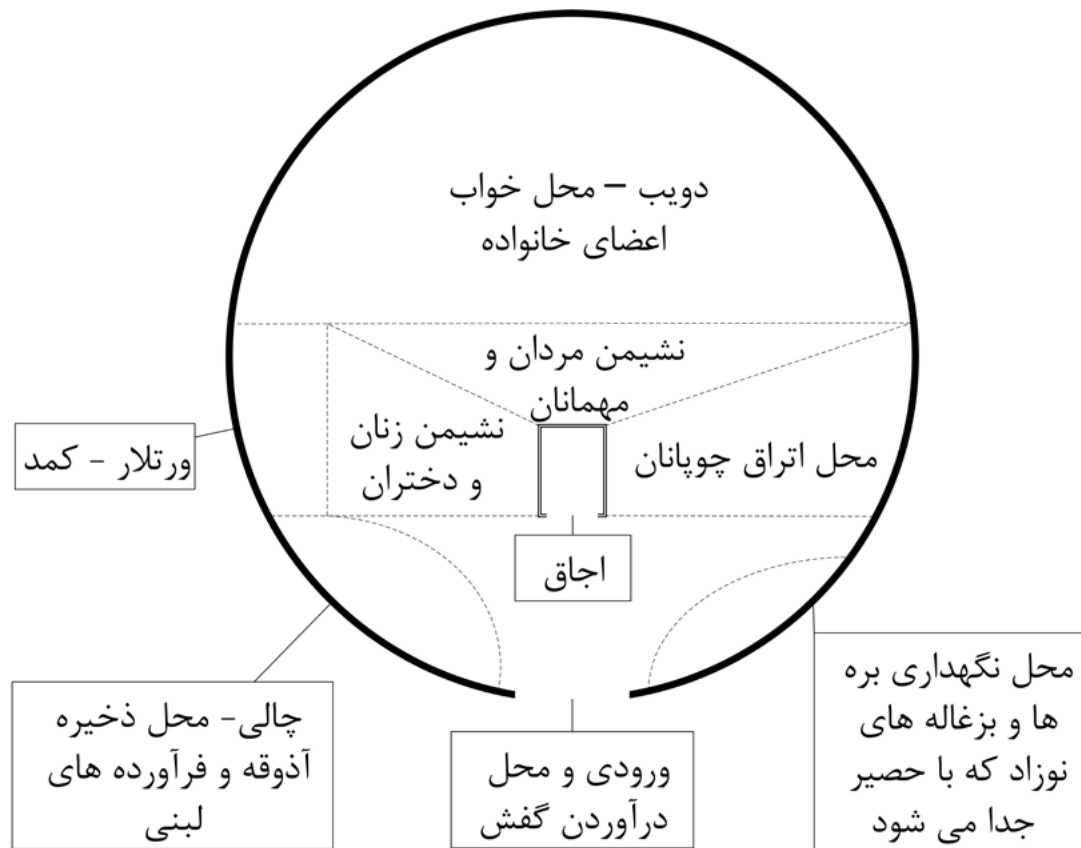 دویب – محل خواب
اعضای خانواده
نشیمن مردان و
مهمانان
محل اتراق چوپانان
نشیمن زنان
و دختران
ورتلار - کمد
اجاق
محل نگهداری بره
ها و بزغاله های
نوزاد که با حصیر
جدا می شود
ورودی و محل
درآوردن گفش
چالی- محل ذخیره
آذوقه و فرآورده های
لبنی